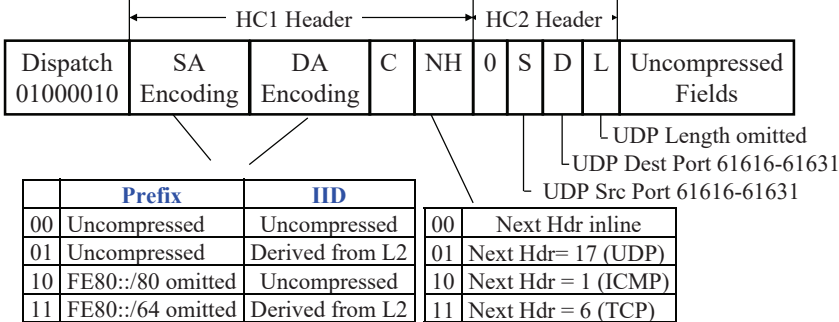 HC1 Header HC2 Header
Dispatch 01000010 SA Encoding DA Encoding C NH 0 S D L Uncompressed Fields
UDP Length omitted
UDP Dest Port 61616-61631
UDP Src Port 61616-61631
Prefix IID
00 Uncompressed Uncompressed
01 Uncompressed Derived from L2
10 FE80::/80 omitted Uncompressed
11 FE80::/64 omitted Derived from L2
00 Next Hdr inline
01 Next Hdr= 17 (UDP)
10 Next Hdr = 1 (ICMP)
11 Next Hdr = 6 (TCP)